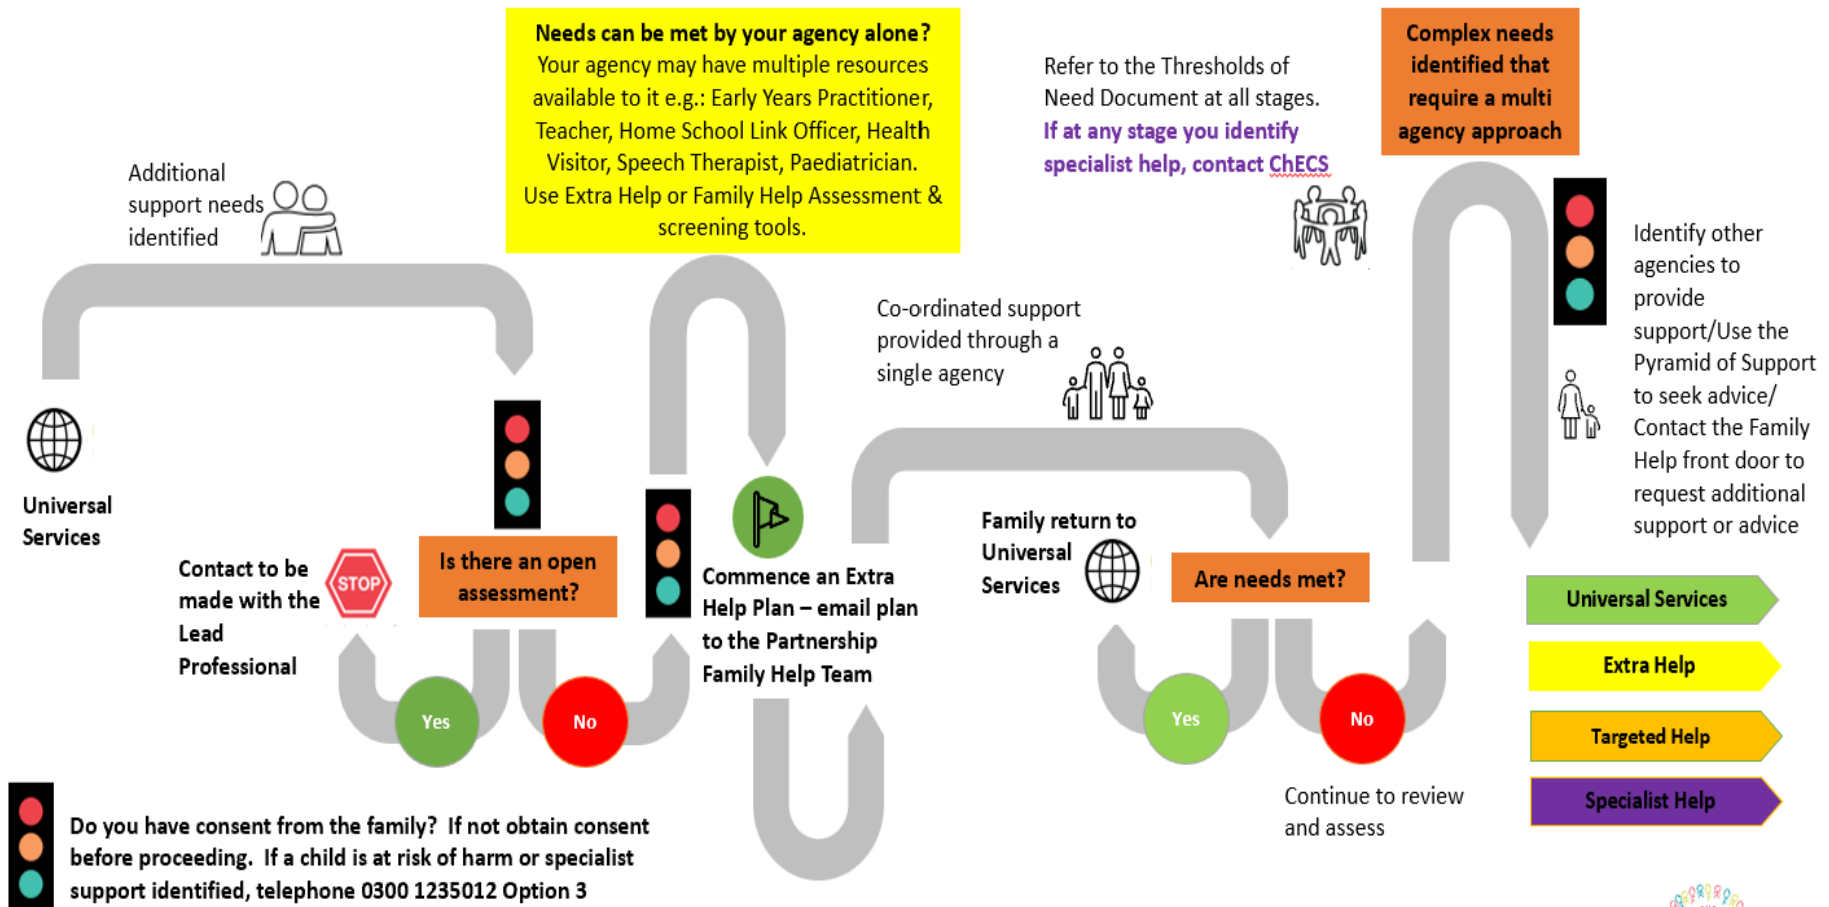 Needs can be met by your agency alone?
Your agency may have multiple resources
available to it e.g.: Early Years Practitioner,
Teacher, Home School Link Officer, Health
Visitor, Speech Therapist, Paediatrician.
Use Extra Help or Family Help Assessment &
screening tools.
Refer to the Thresholds of
Need Document at all stages.
If at any stage you identify
specialist help, contact ChECS
Complex needs
identified that
require a multi
agency approach
Additional
support needs
identified
Identify other
agencies to
provide
support/Use the
Pyramid of Support
to seek advice/
Contact the Family
Help front door to
request additional
support or advice
Co-ordinated support
provided through a
single agency
Universal
Services
Contact to be
made with the
Lead
Professional
STOP
Is there an open
assessment?
Yes
No
Commence an Extra
Help Plan – email plan
to the Partnership
Family Help Team
Family return to
Universal
Services
Are needs met?
Yes
No
Continue to review
and assess
Universal Services
Extra Help
Targeted Help
Specialist Help
Do you have consent from the family? If not obtain consent
before proceeding. If a child is at risk of harm or specialist
support identified, telephone 0300 1235012 Option 3